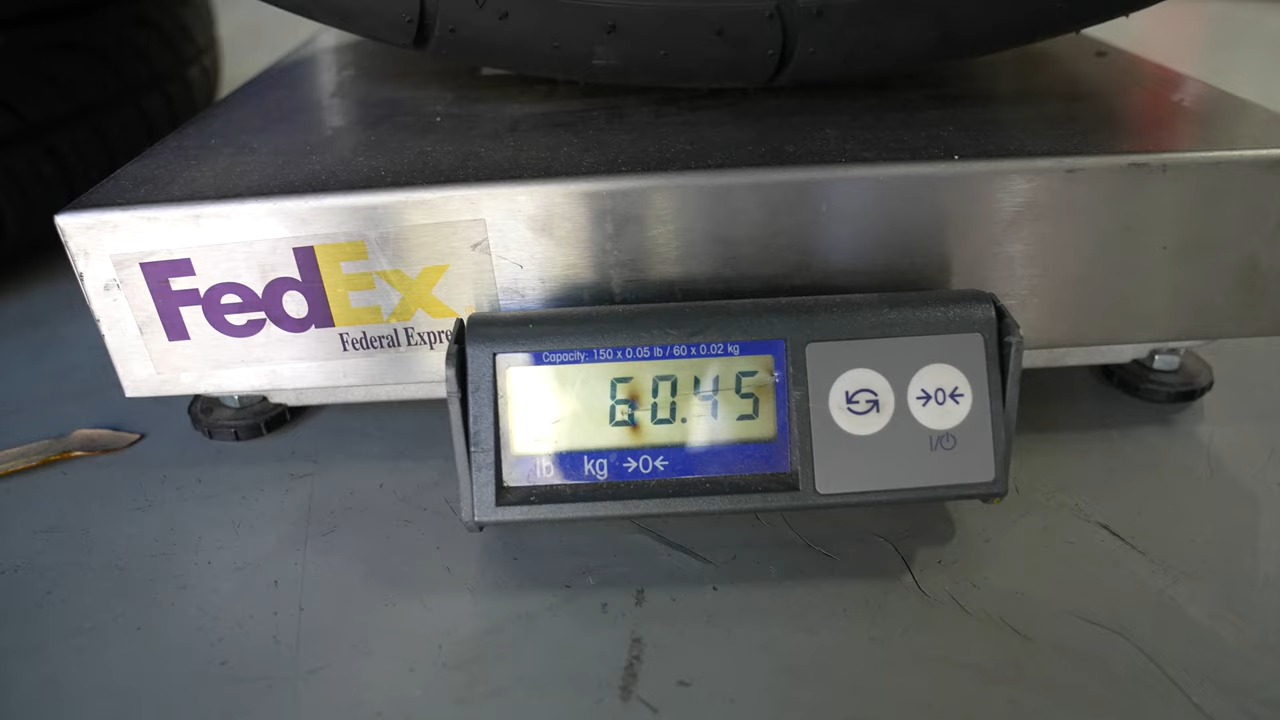 FedEx
Federal Expre
Capacity: 150 x 0.05 lb / 60 x 0.02 kg
60.45
lb kg →0←
→0←
I/⏻